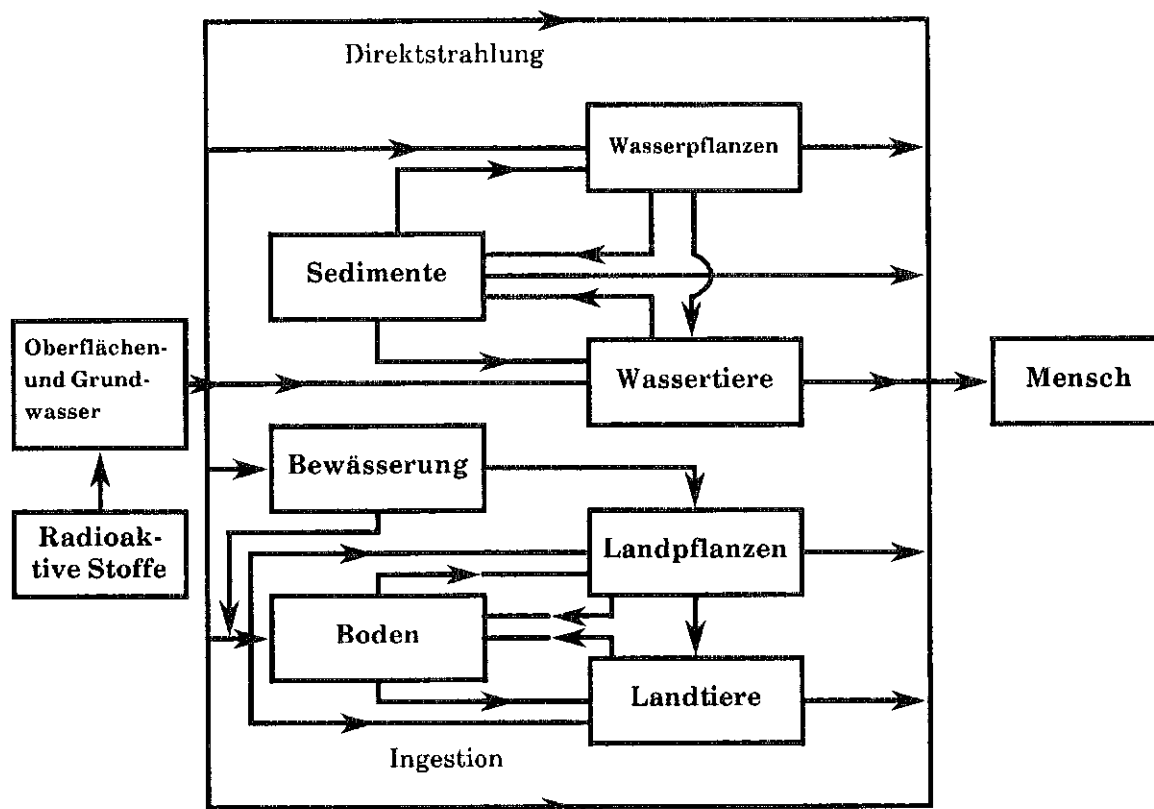 Direktstrahlung
Wasserpflanzen
Sedimente
Oberflächen-
und Grund-
wasser
Wassertiere
Mensch
Bewässerung
Radioak-
tive Stoffe
Landpflanzen
Boden
Landtiere
Ingestion